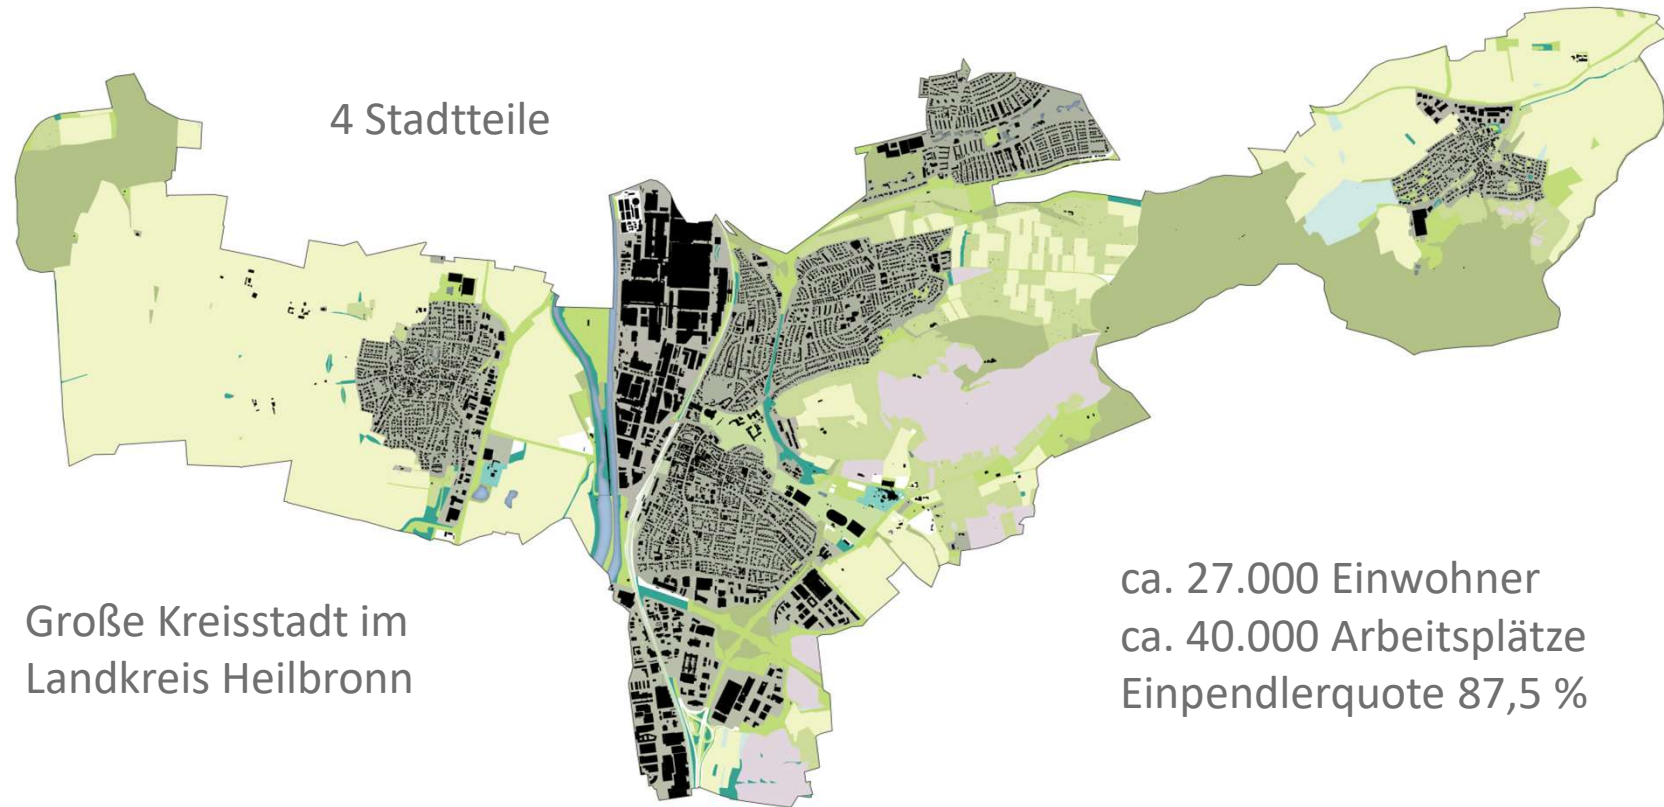 4 Stadtteile
Große Kreisstadt im
Landkreis Heilbronn
ca. 27.000 Einwohner
ca. 40.000 Arbeitsplätze
Einpendlerquote 87,5 %